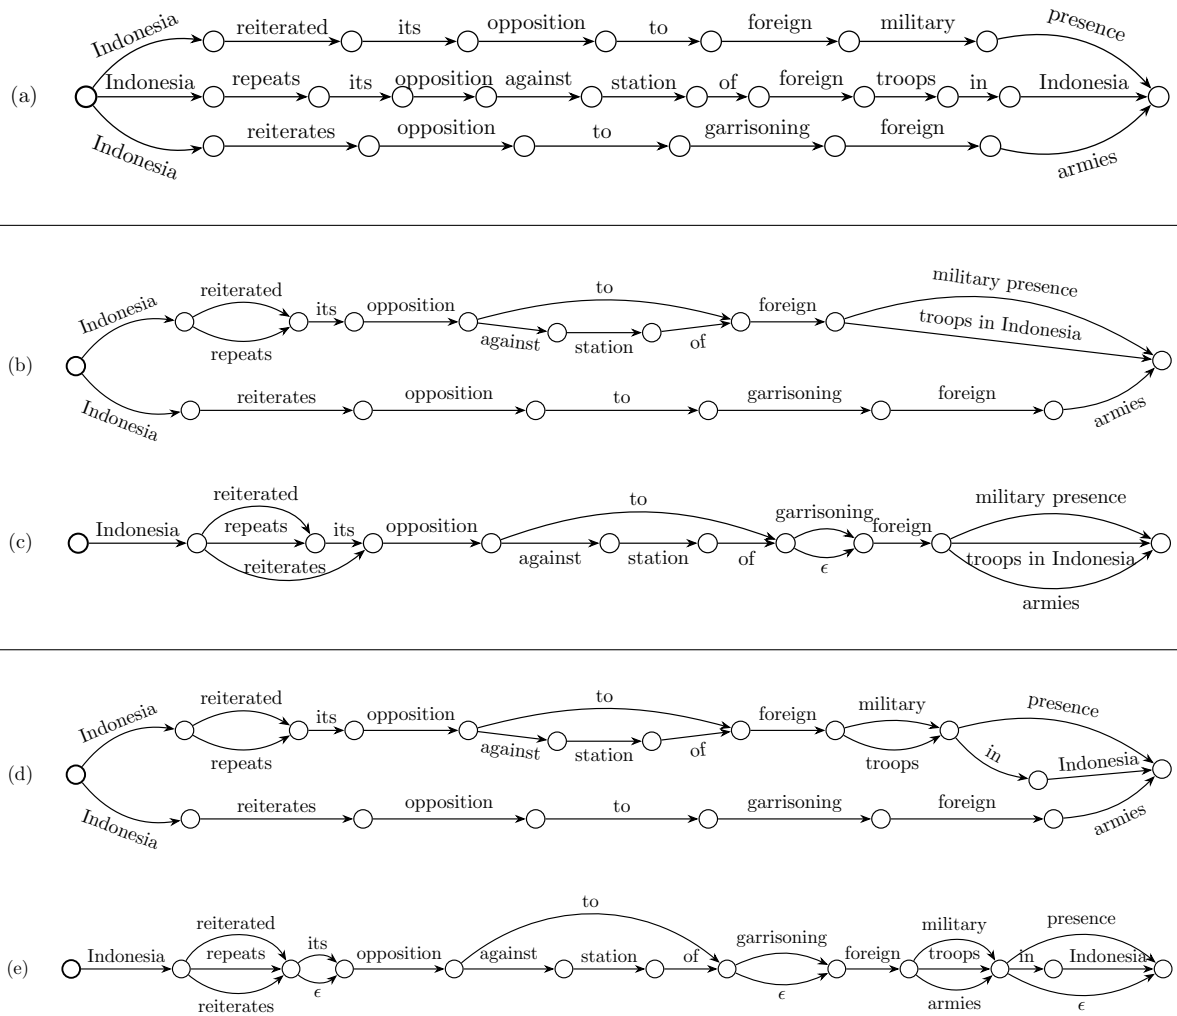 Indonesia reiterated its opposition to foreign military presence
(a) Indonesia repeats its opposition against station of foreign troops in Indonesia
Indonesia reiterates opposition to garrisoning foreign armies
Indonesia reiterated its opposition to foreign military presence
repeats against station of troops in Indonesia
(b)
Indonesia reiterates opposition to garrisoning foreign armies
reiterated to garrisoning military presence
(c) Indonesia repeats its opposition foreign
reiterates against station of ϵ troops in Indonesia
armies
Indonesia reiterated its opposition to foreign military presence
repeats against station of troops in Indonesia
(d)
Indonesia reiterates opposition to garrisoning foreign armies
reiterated its to garrisoning military presence
(e) Indonesia repeats opposition against station of foreign troops in Indonesia
reiterates ϵ ϵ armies ϵ